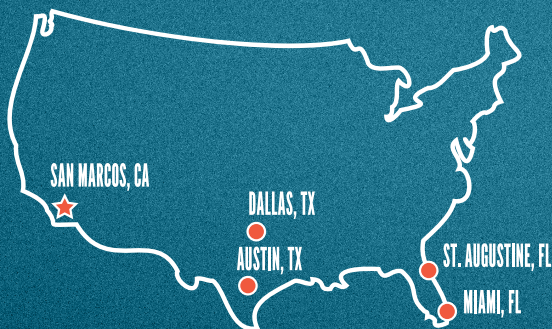 SAN MARCOS, CA
DALLAS, TX
AUSTIN, TX
ST. AUGUSTINE, FL
MIAMI, FL